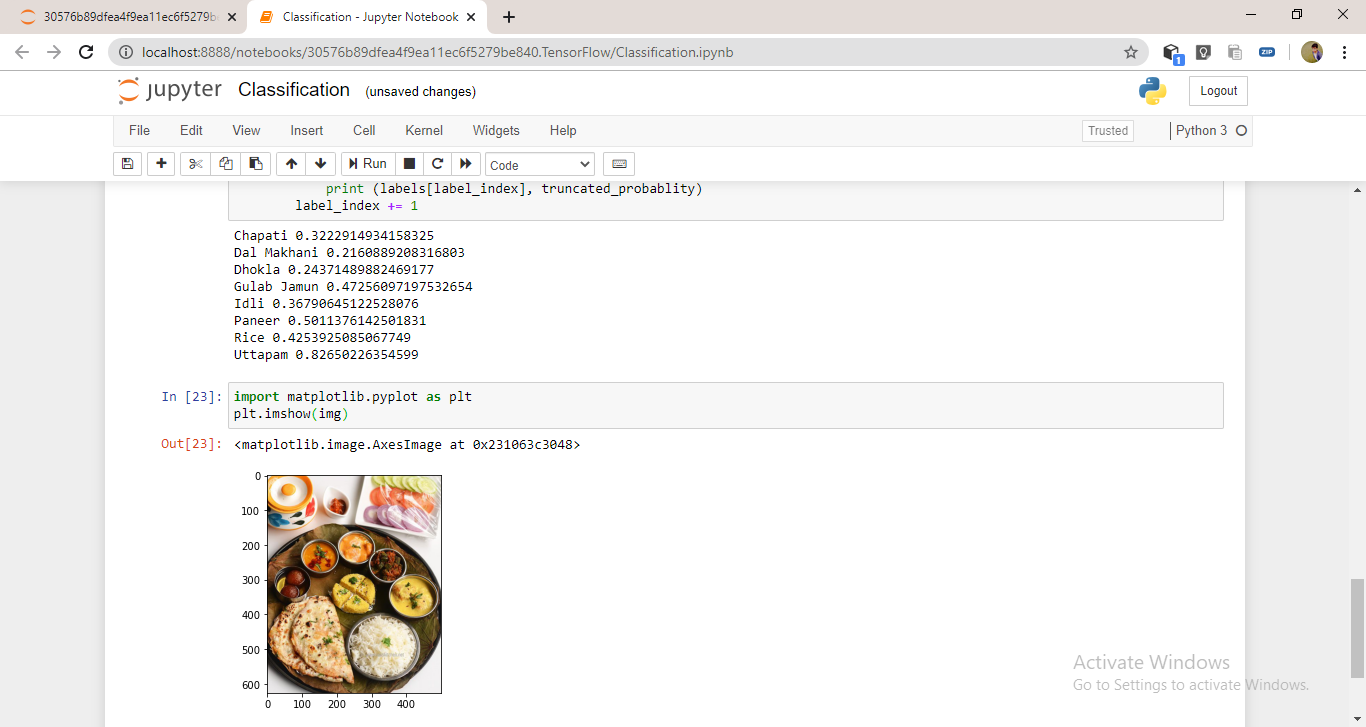 30576b89dfea4f9ea11ec6f5279b
Classification - Jupyter Notebook
localhost:8888/notebooks/30576b89dfea4f9ea11ec6f5279be840.TensorFlow/Classification.ipynb
ZIP
1
jupyter Classification (unsaved changes)
Logout
File Edit View Insert Cell Kernel Widgets Help
Trusted
Python 3
Run
Code
print (labels[label_index], truncated_probablity)
label_index += 1
Chapati 0.3222914934158325
Dal Makhani 0.2160889208316803
Dhokla 0.24371489882469177
Gulab Jamun 0.47256097197532654
Idli 0.36790645122528076
Paneer 0.5011376142501831
Rice 0.4253925085067749
Uttapam 0.82650226354599
In [23]: import matplotlib.pyplot as plt
plt.imshow(img)
Out[23]: <matplotlib.image.AxesImage at 0x231063c3048>
0
100
200
300
400
500
600
0 100 200 300 400
Activate Windows
Go to Settings to activate Windows.